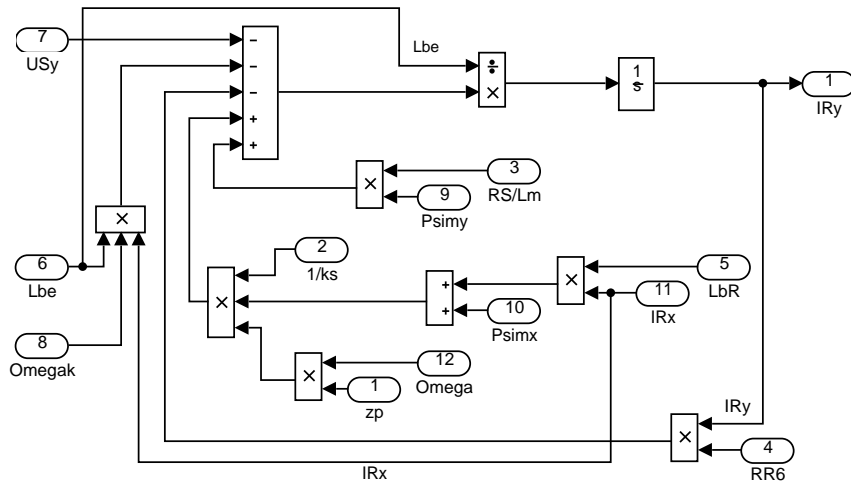 7
USy
Lbe
−
−
−
+
+
÷
×
1
s
1
IRy
×
3
RS/Lm
9
Psimy
×
6
Lbe
8
Omegak
2
1/ks
×
+
+
×
5
LbR
11
IRx
10
Psimx
×
12
Omega
1
zp
IRy
×
4
RR6
IRx